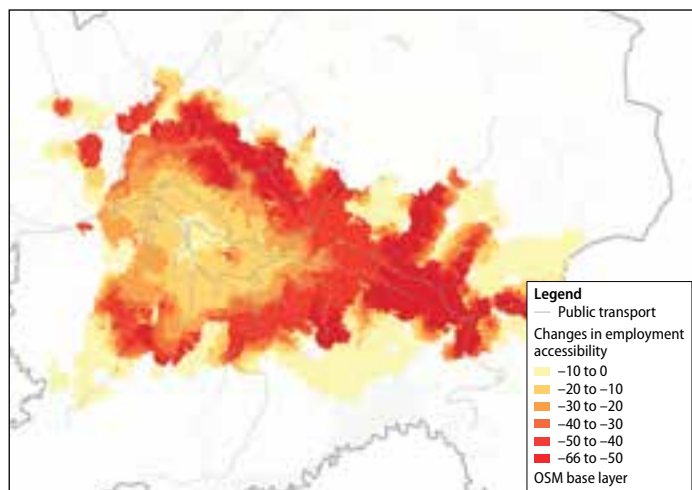 Legend
Public transport
Changes in employment
accessibility
–10 to 0
–20 to –10
–30 to –20
–40 to –30
–50 to –40
–66 to –50
OSM base layer